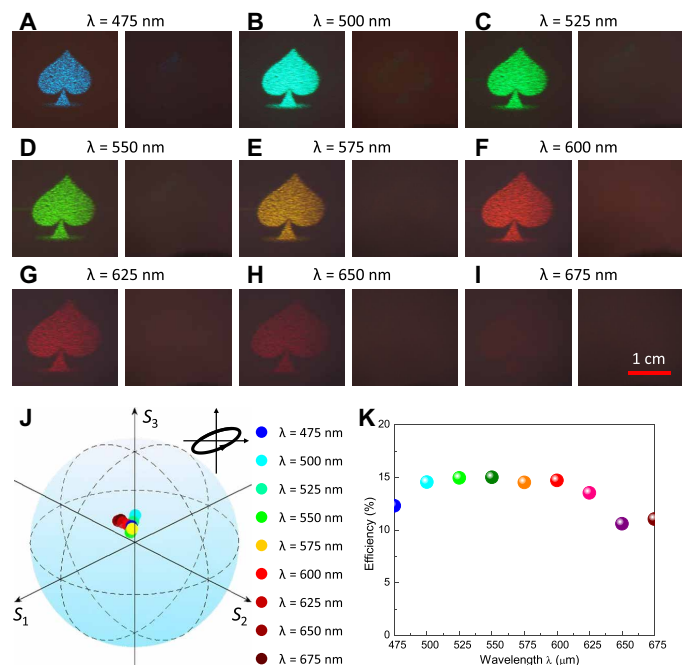 A λ = 475 nm B λ = 500 nm C λ = 525 nm
D λ = 550 nm E λ = 575 nm F λ = 600 nm
G λ = 625 nm H λ = 650 nm I λ = 675 nm
1 cm
J
S3
S1
S2
λ = 475 nm
λ = 500 nm
λ = 525 nm
λ = 550 nm
λ = 575 nm
λ = 600 nm
λ = 625 nm
λ = 650 nm
λ = 675 nm
K
Efficiency (%)
20
15
10
5
0
475 500 525 550 575 600 625 650 675
Wavelength λ (μm)